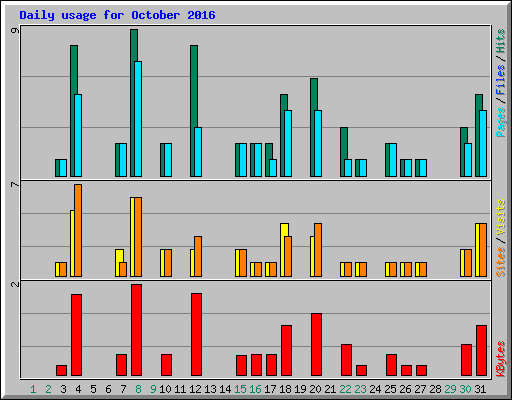 Daily usage for October 2016
9
Pages / Files / Hits
7
Sites / Visits
2
KBytes
1 2 3 4 5 6 7 8 9 10 11 12 13 14 15 16 17 18 19 20 21 22 23 24 25 26 27 28 29 30 31